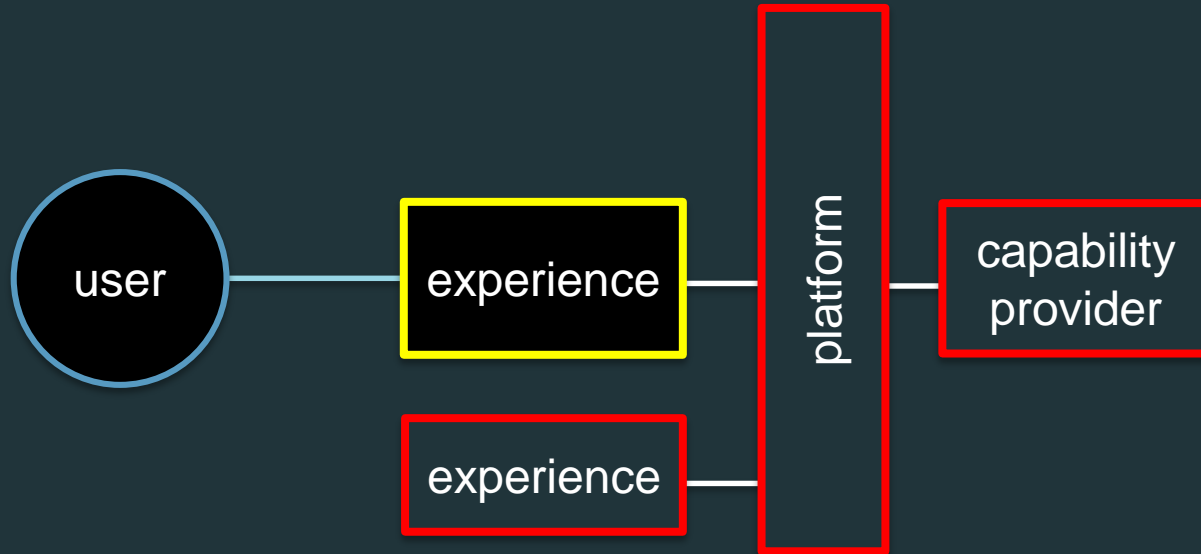 user
experience
platform
capability
provider
experience